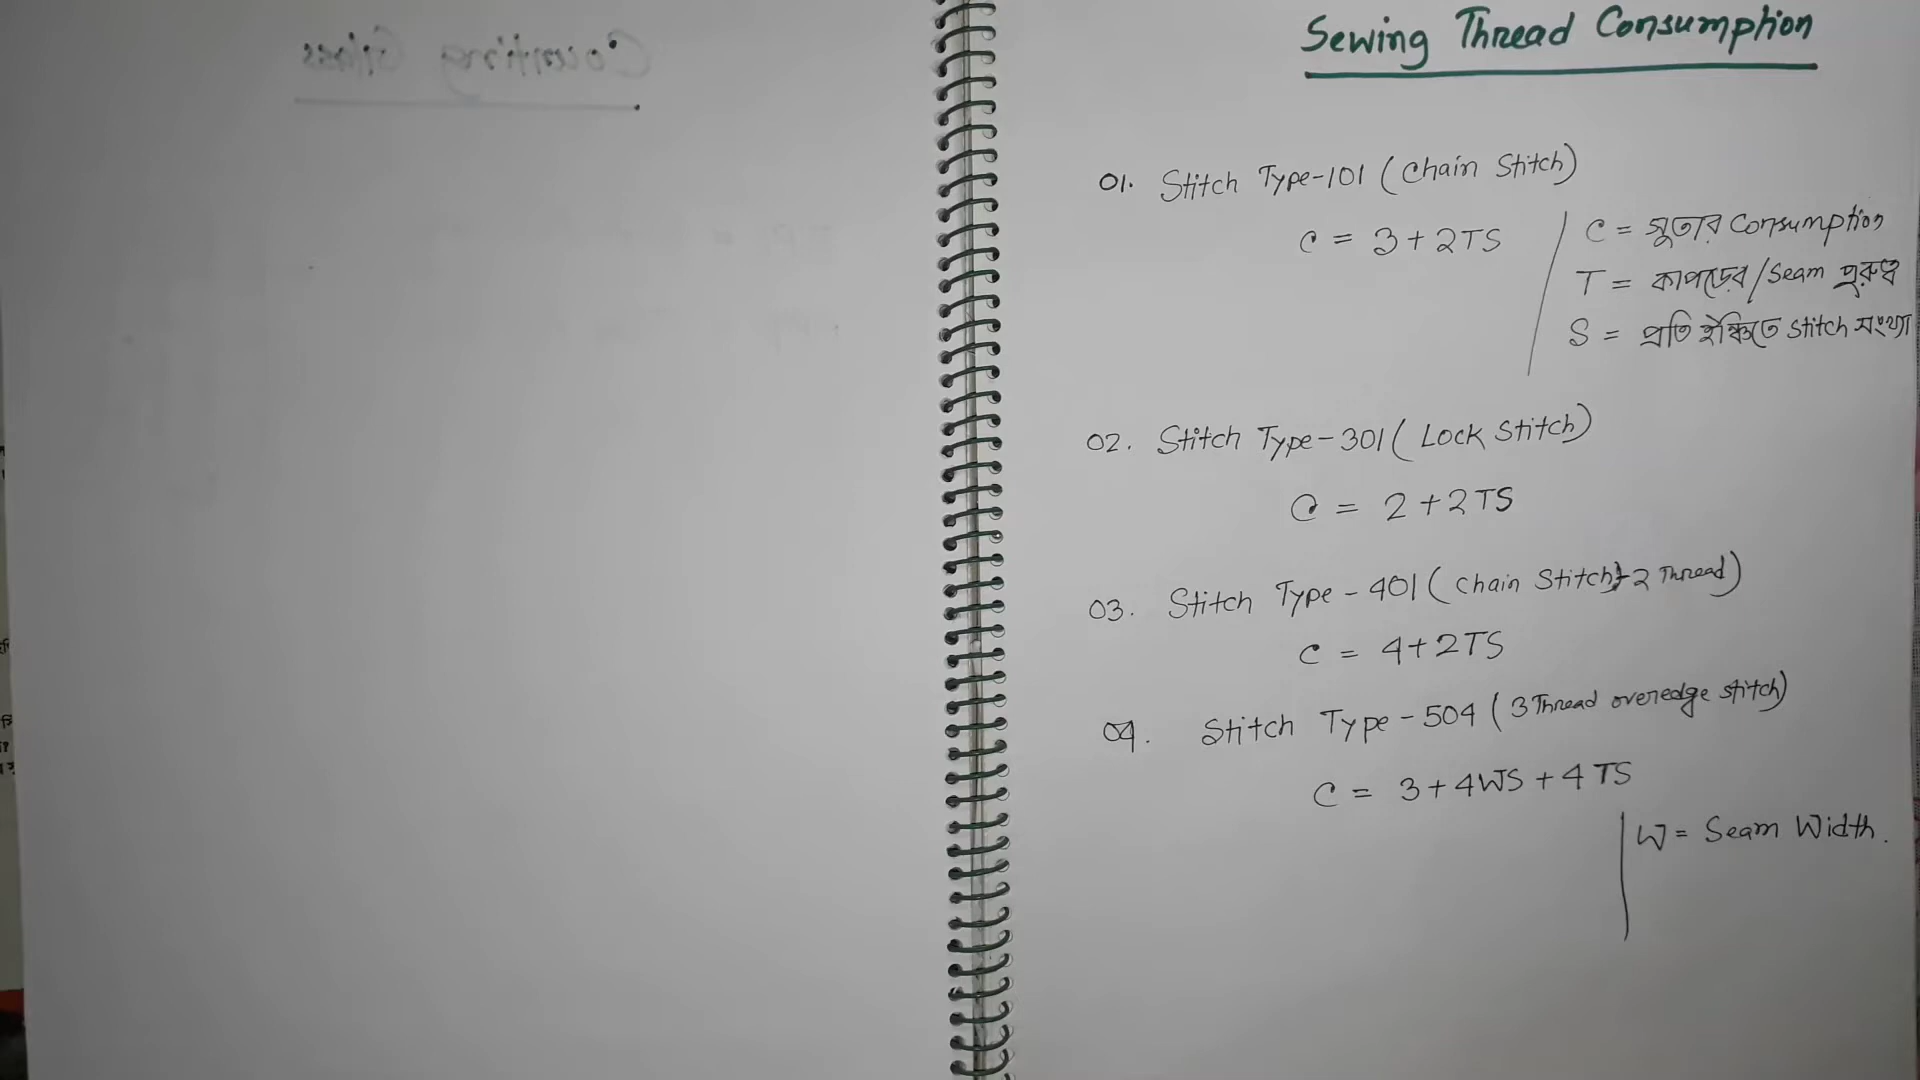 Counting Glass
Sewing Thread Consumption
01. Stitch Type-101 (Chain Stitch)
C = 3+2TS
C = সুতার Consumption
T = কাপড়ের/Seam পুরুত্ব
S = প্রতি ইঞ্চিতে Stitch সংখ্যা
02. Stitch Type-301 (Lock Stitch)
C = 2+2TS
03. Stitch Type-401 (Chain Stitch-2 Thread)
C = 4+2TS
04. Stitch Type-504 (3 Thread overedge stitch)
C = 3+4WS+4TS
W = Seam Width.